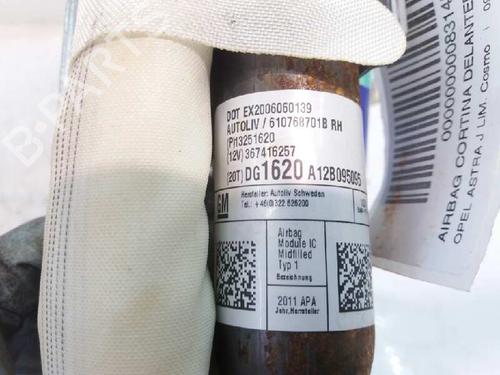 DOT EX2006060139
AUTOLIV / 610768701B RH
(P)13251620
(12V) 367416257
(20T) DG1620 A12B095095
GM
Hersteller: Autoliv Schweden
Tel.: +46(0)322 626200
Airbag
Module IC
Midfilled
Typ 1
Bezeichnung
2011 APA
Jahr, Hersteller
AIRBAG CORTINA DELANTE
OPEL ASTRA J LIM. Cosmo